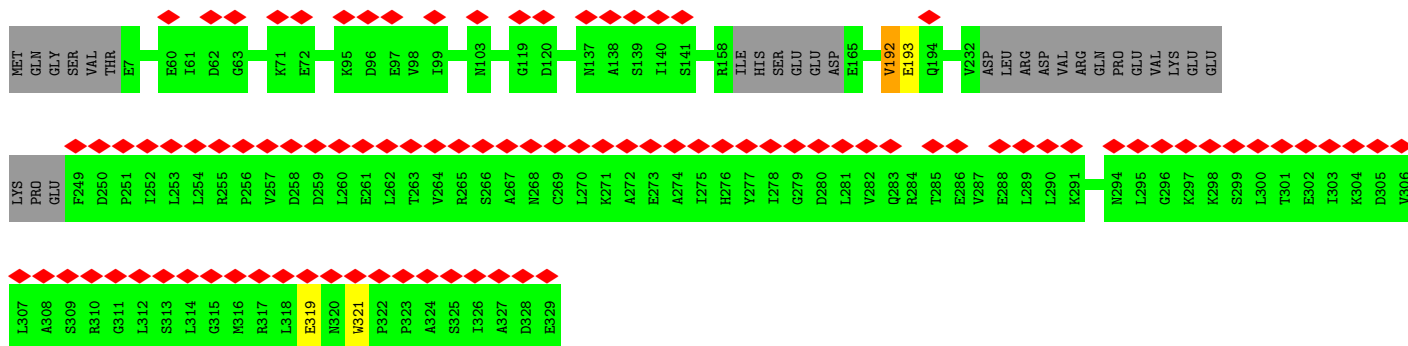 MET GLN GLY SER VAL THR E7 E60 I61 D62 G63 K71 E72 K95 D96 E97 V98 I99 N103 G119 D120 N137 A138 S139 I140 S141 R158 ILE HIS SER GLU GLU ASP E165 V192 E193 Q194 V232 ASP LEU ARG ASP VAL ARG GLN PRO GLU VAL LYS GLU GLU
LYS PRO GLU F249 D250 P251 I252 L253 L254 R255 P256 V257 D258 D259 L260 E261 L262 T263 V264 R265 S266 A267 N268 C269 L270 K271 A272 E273 A274 I275 H276 Y277 I278 G279 D280 L281 V282 Q283 R284 T285 E286 V287 E288 L289 L290 K291 N294 L295 G296 K297 K298 S299 L300 T301 E302 I303 K304 D305 V306
L307 A308 S309 R310 G311 L312 S313 L314 G315 M316 R317 L318 E319 N320 W321 P322 P323 A324 S325 I326 A327 D328 E329